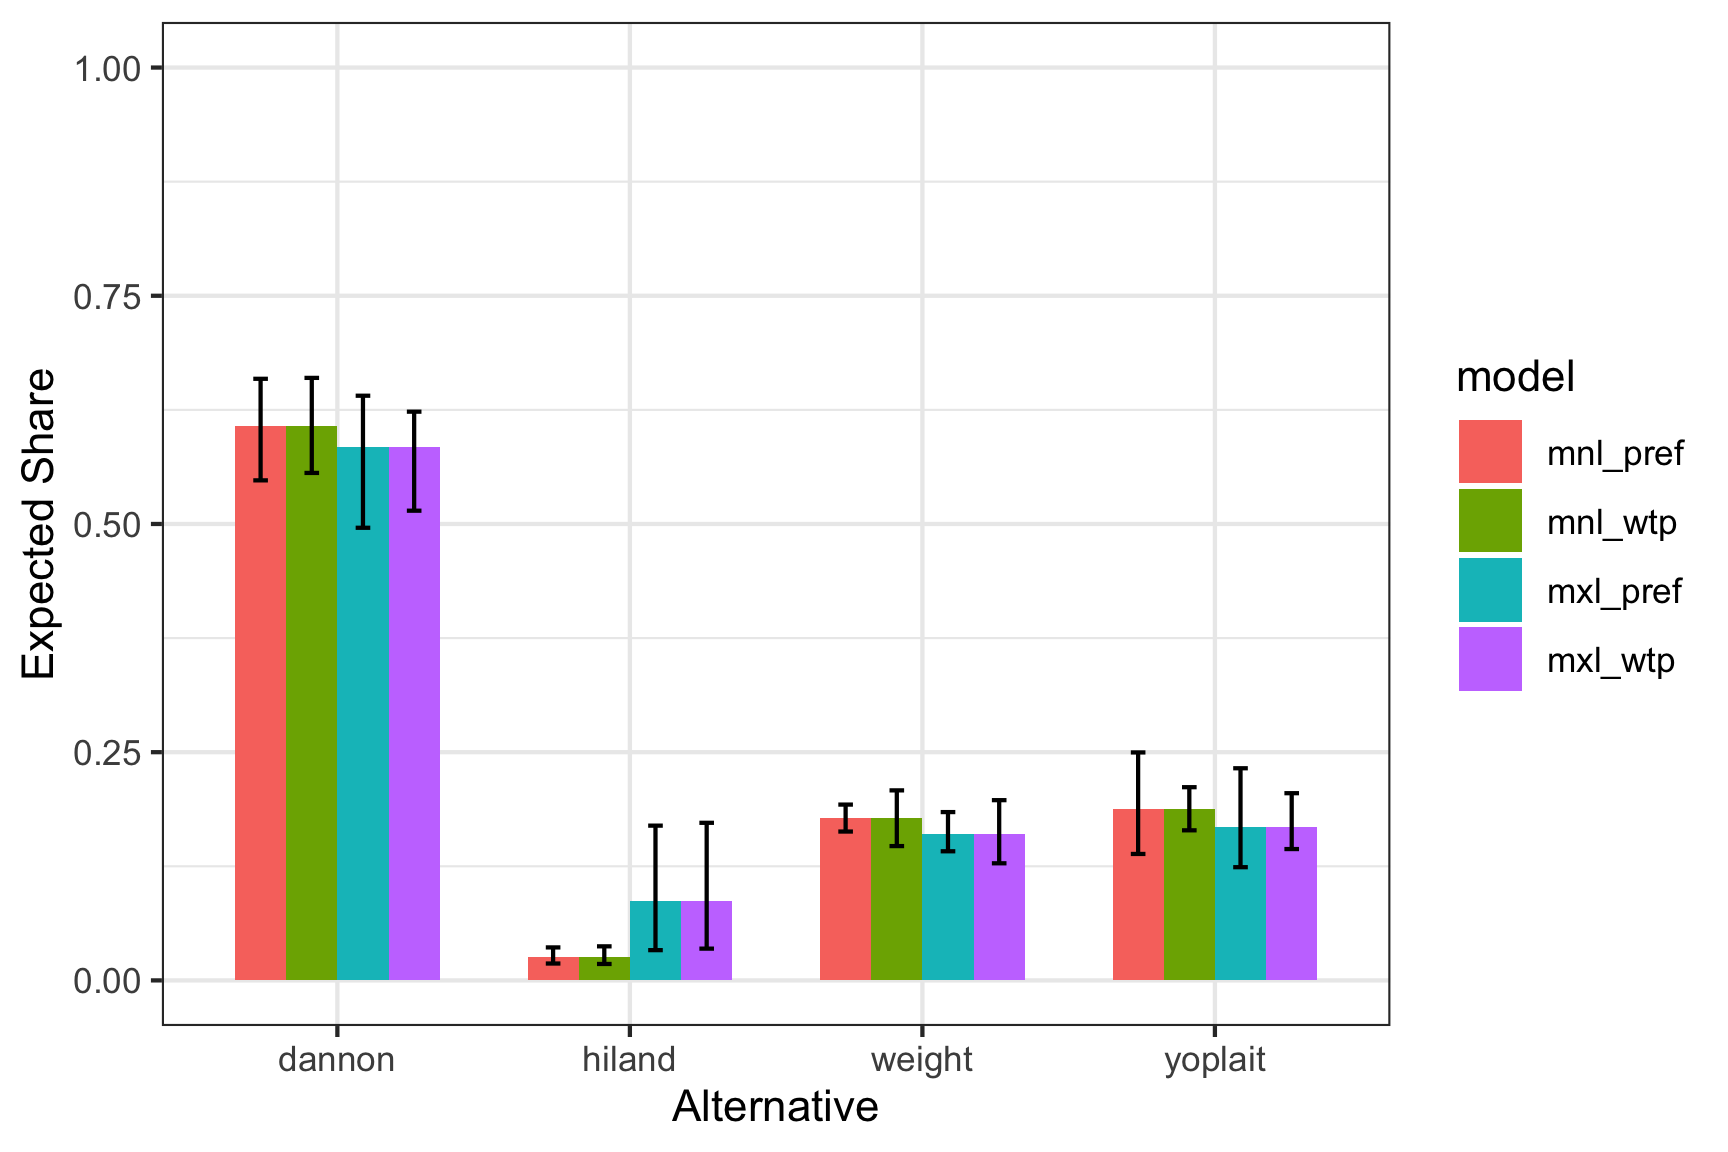 Expected Share
1.00
0.75
0.50
0.25
0.00
dannon
hiland
weight
yoplait
Alternative
model
mnl_pref
mnl_wtp
mxl_pref
mxl_wtp